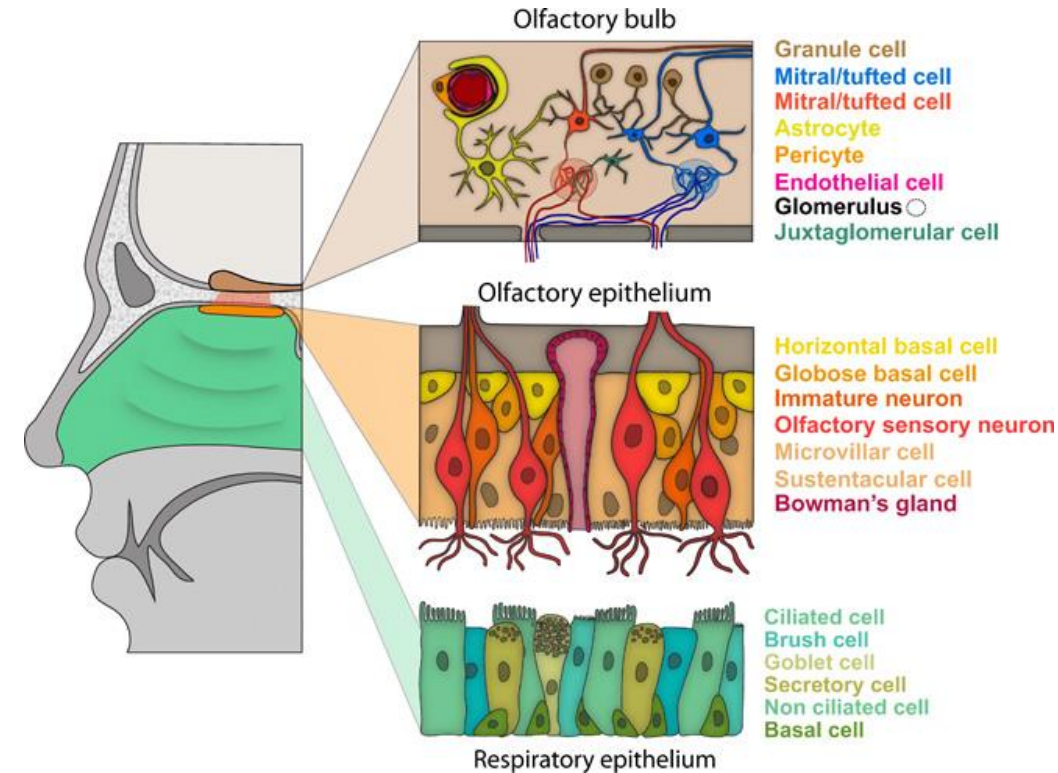 Olfactory bulb
Granule cell
Mitral/tufted cell
Mitral/tufted cell
Astrocyte
Pericyte
Endothelial cell
Glomerulus
Juxtaglomerular cell
Olfactory epithelium
Horizontal basal cell
Globose basal cell
Immature neuron
Olfactory sensory neuron
Microvillar cell
Sustentacular cell
Bowman's gland
Ciliated cell
Brush cell
Goblet cell
Secretory cell
Non ciliated cell
Basal cell
Respiratory epithelium